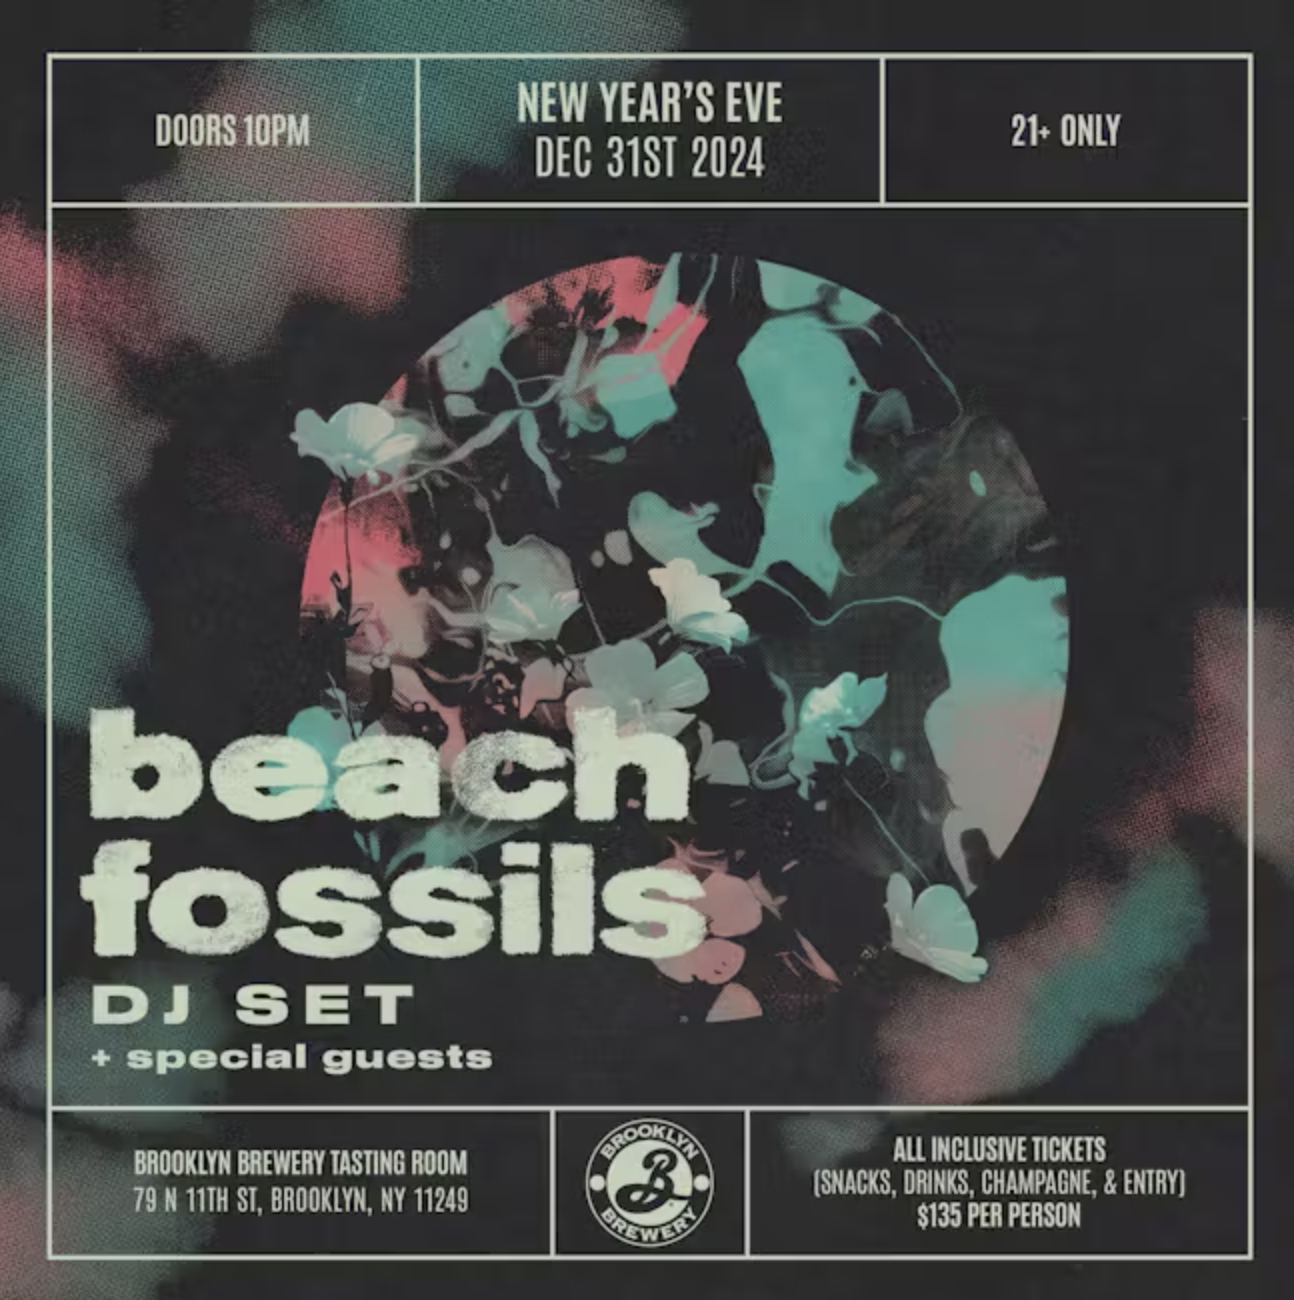 DOORS 10PM
NEW YEAR'S EVE
DEC 31ST 2024
21+ ONLY
beach
fossils
DJ SET
+ special guests
BROOKLYN BREWERY TASTING ROOM
79 N 11TH ST, BROOKLYN, NY 11249
BROOKLYN
B
BREWERY
ALL INCLUSIVE TICKETS
(SNACKS, DRINKS, CHAMPAGNE, & ENTRY)
$135 PER PERSON